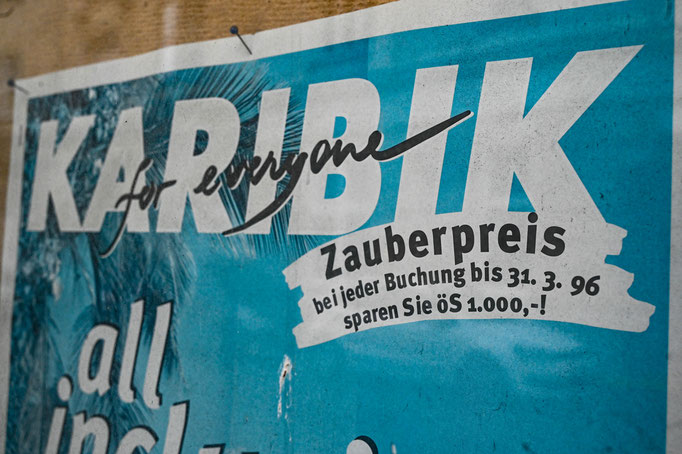 KARIBIK
for everyone
Zauberpreis
bei jeder Buchung bis 31. 3. 96
sparen Sie öS 1.000,-!
all